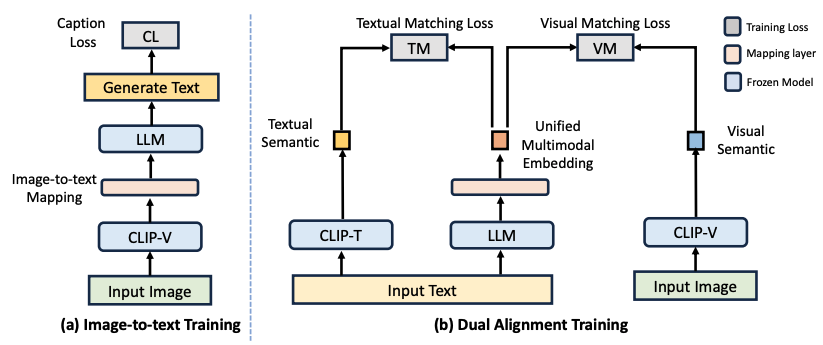 Caption
Loss
CL
Generate Text
LLM
Image-to-text
Mapping
CLIP-V
Input Image
(a) Image-to-text Training
Textual Matching Loss
Visual Matching Loss
TM
VM
Training Loss
Mapping layer
Frozen Model
Textual
Semantic
Unified
Multimodal
Embedding
Visual
Semantic
CLIP-T
LLM
CLIP-V
Input Text
Input Image
(b) Dual Alignment Training